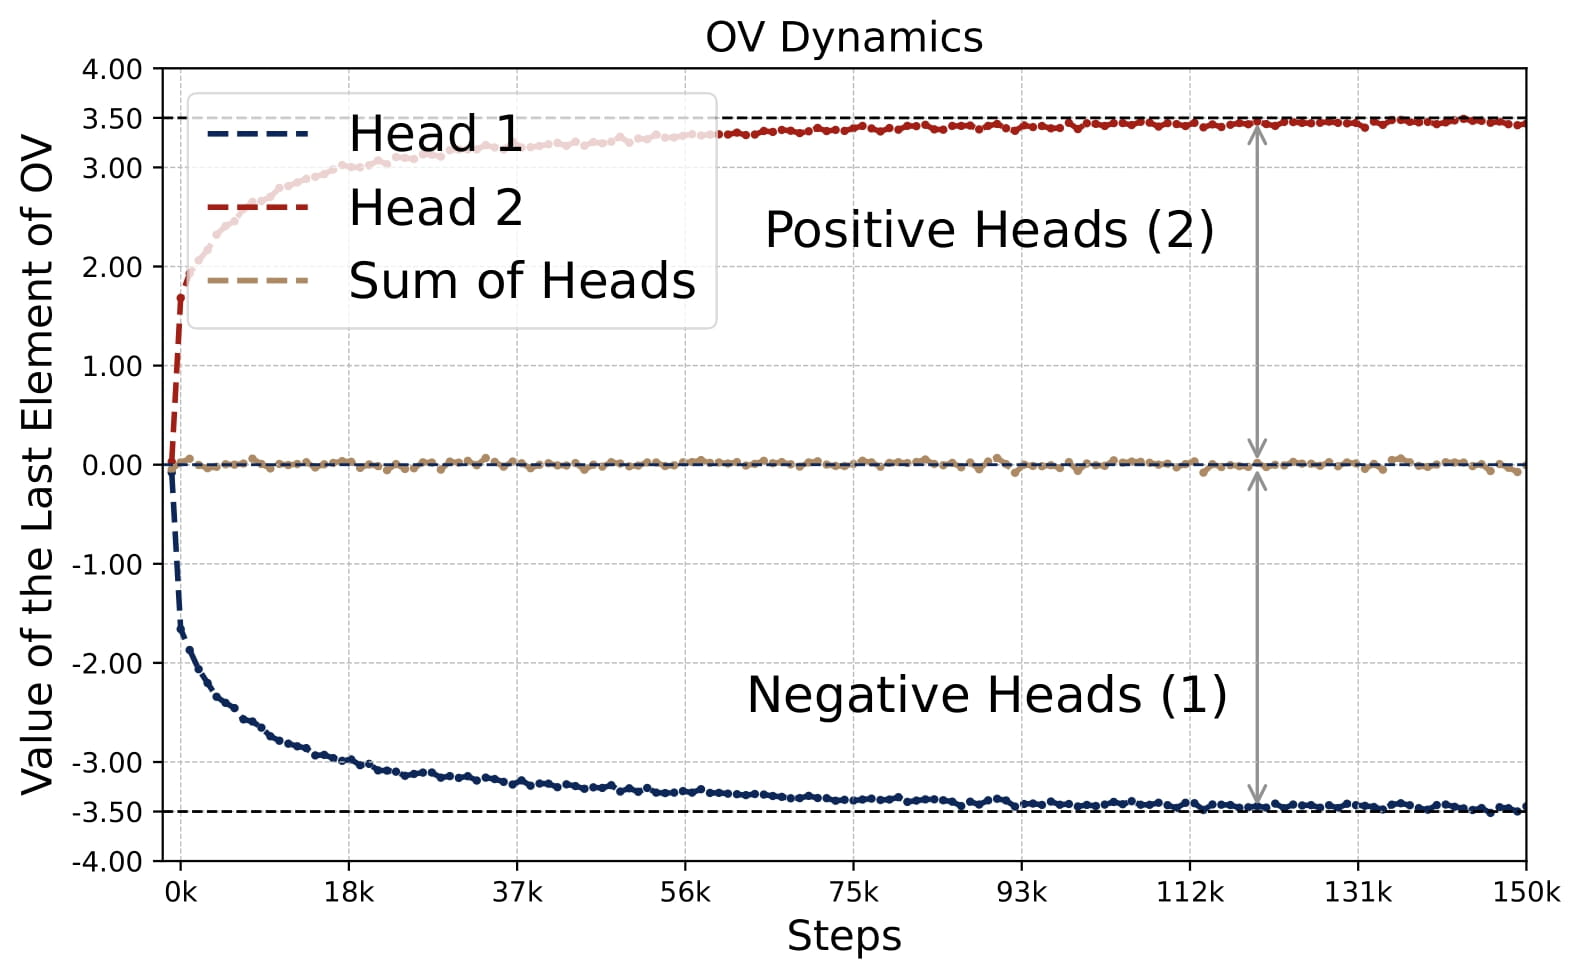 OV Dynamics
Value of the Last Element of OV
4.00
3.50
3.00
2.00
1.00
0.00
-1.00
-2.00
-3.00
-3.50
-4.00
Head 1
Head 2
Sum of Heads
Positive Heads (2)
Negative Heads (1)
0k 18k 37k 56k 75k 93k 112k 131k 150k
Steps